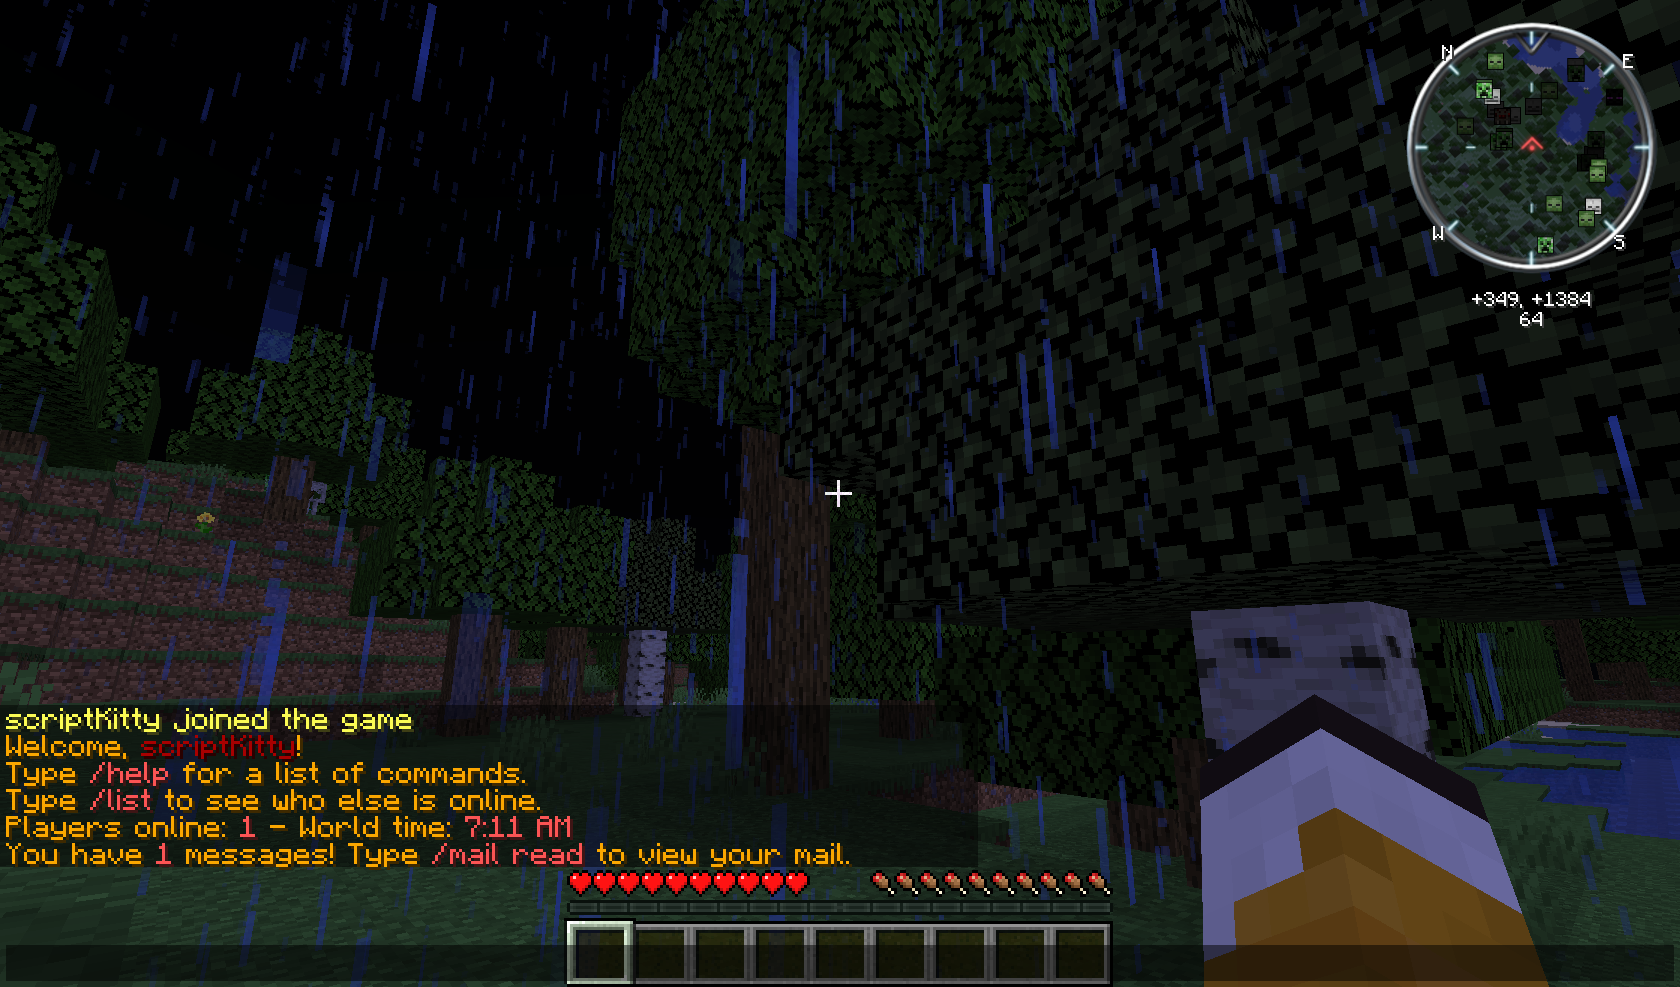 N
E
W
S
+349, +1384
64
scriptKitty joined the game
Welcome, scriptKitty!
Type /help for a list of commands.
Type /list to see who else is online.
Players online: 1 - World time: 7:11 AM
You have 1 messages! Type /mail read to view your mail.